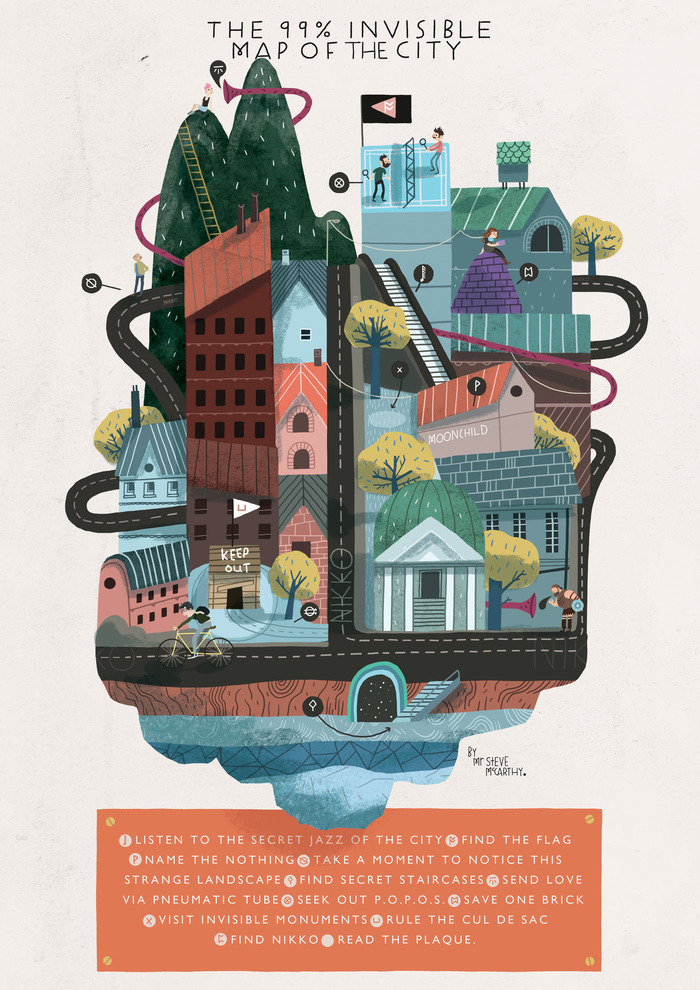 THE 99% INVISIBLE
MAP OF THE CITY
MOONCHILD
KEEP
OUT
NIKKO
BY
Mr STEVE
McCARTHY.
LISTEN TO THE SECRET JAZZ OF THE CITY FIND THE FLAG
NAME THE NOTHING TAKE A MOMENT TO NOTICE THIS
STRANGE LANDSCAPE FIND SECRET STAIRCASES SEND LOVE
VIA PNEUMATIC TUBE SEEK OUT P.O.P.O.S. SAVE ONE BRICK
VISIT INVISIBLE MONUMENTS RULE THE CUL DE SAC
FIND NIKKO READ THE PLAQUE.